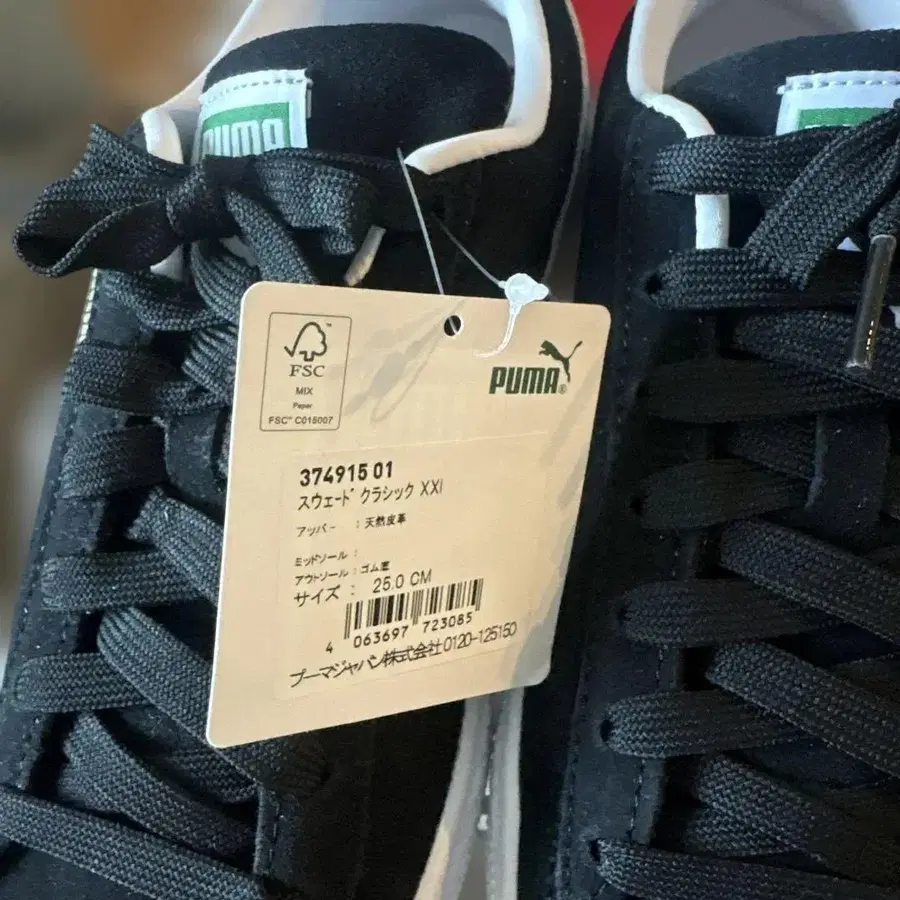 PUMA
FSC
MIX
Paper
FSC™ C016007
PUMA®
374915 01
スウェード クラシック XXI
アッパー : 天然皮革
ミッドソール :
アウトソール : ゴム底
サイズ : 25.0 CM
4 063697 723085
プーマジャパン株式会社 0120-125150